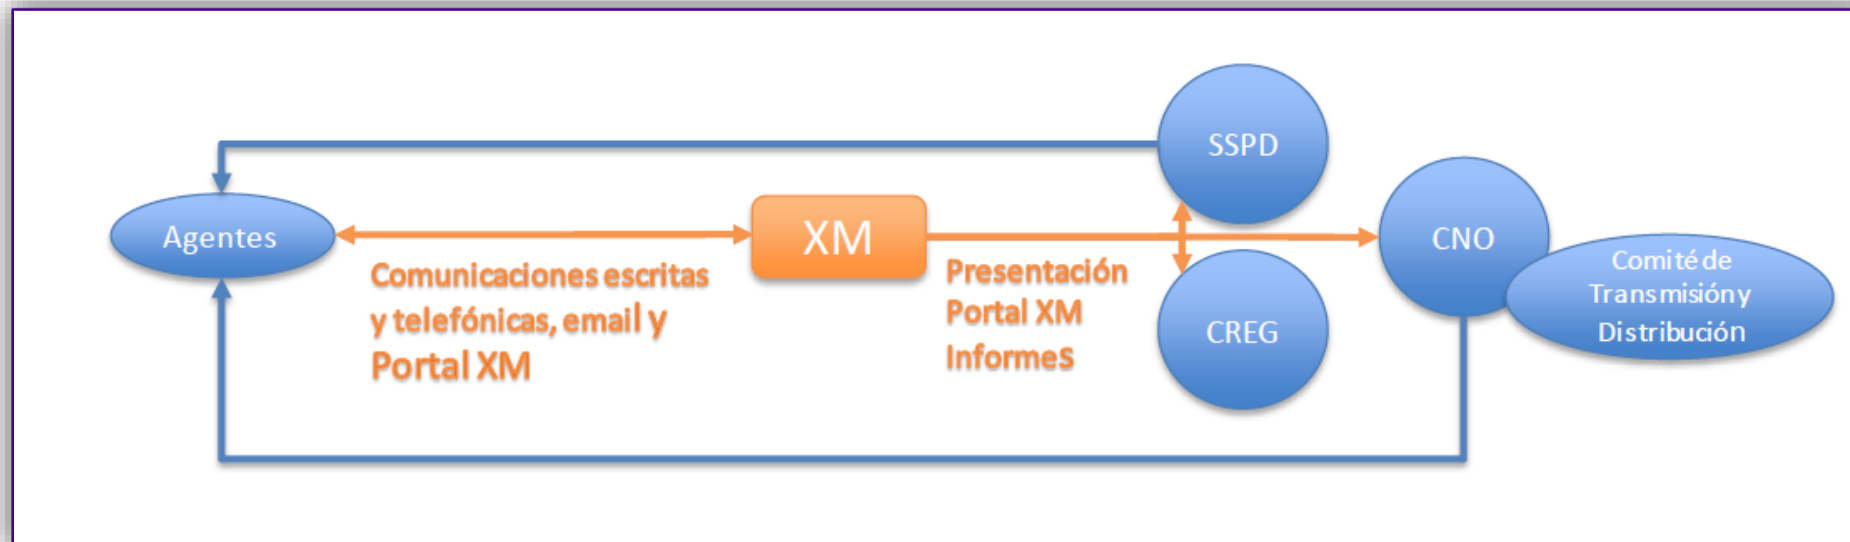 SSPD
Agentes
XM
CNO
Comunicaciones escritas
y telefónicas, email y
Portal XM
Presentación
Portal XM
Informes
CREG
Comité de
Transmisión y
Distribución